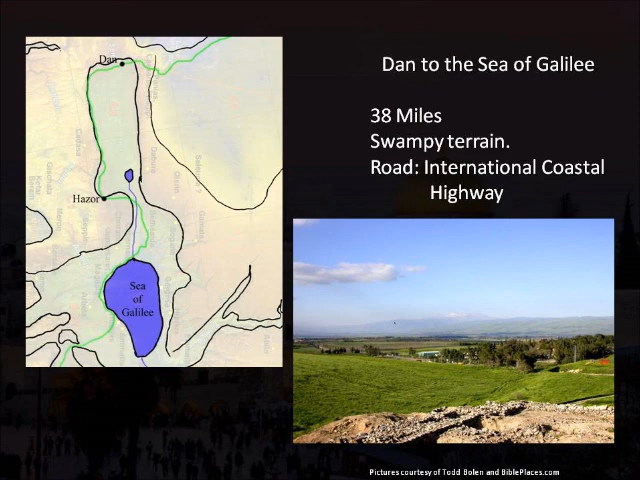 Dan to the Sea of Galilee
38 Miles
Swampy terrain.
Road: International Coastal
Highway
Dan
Hazor
Sea
of
Galilee
Pictures courtesy of Todd Bolen and BiblePlaces.com